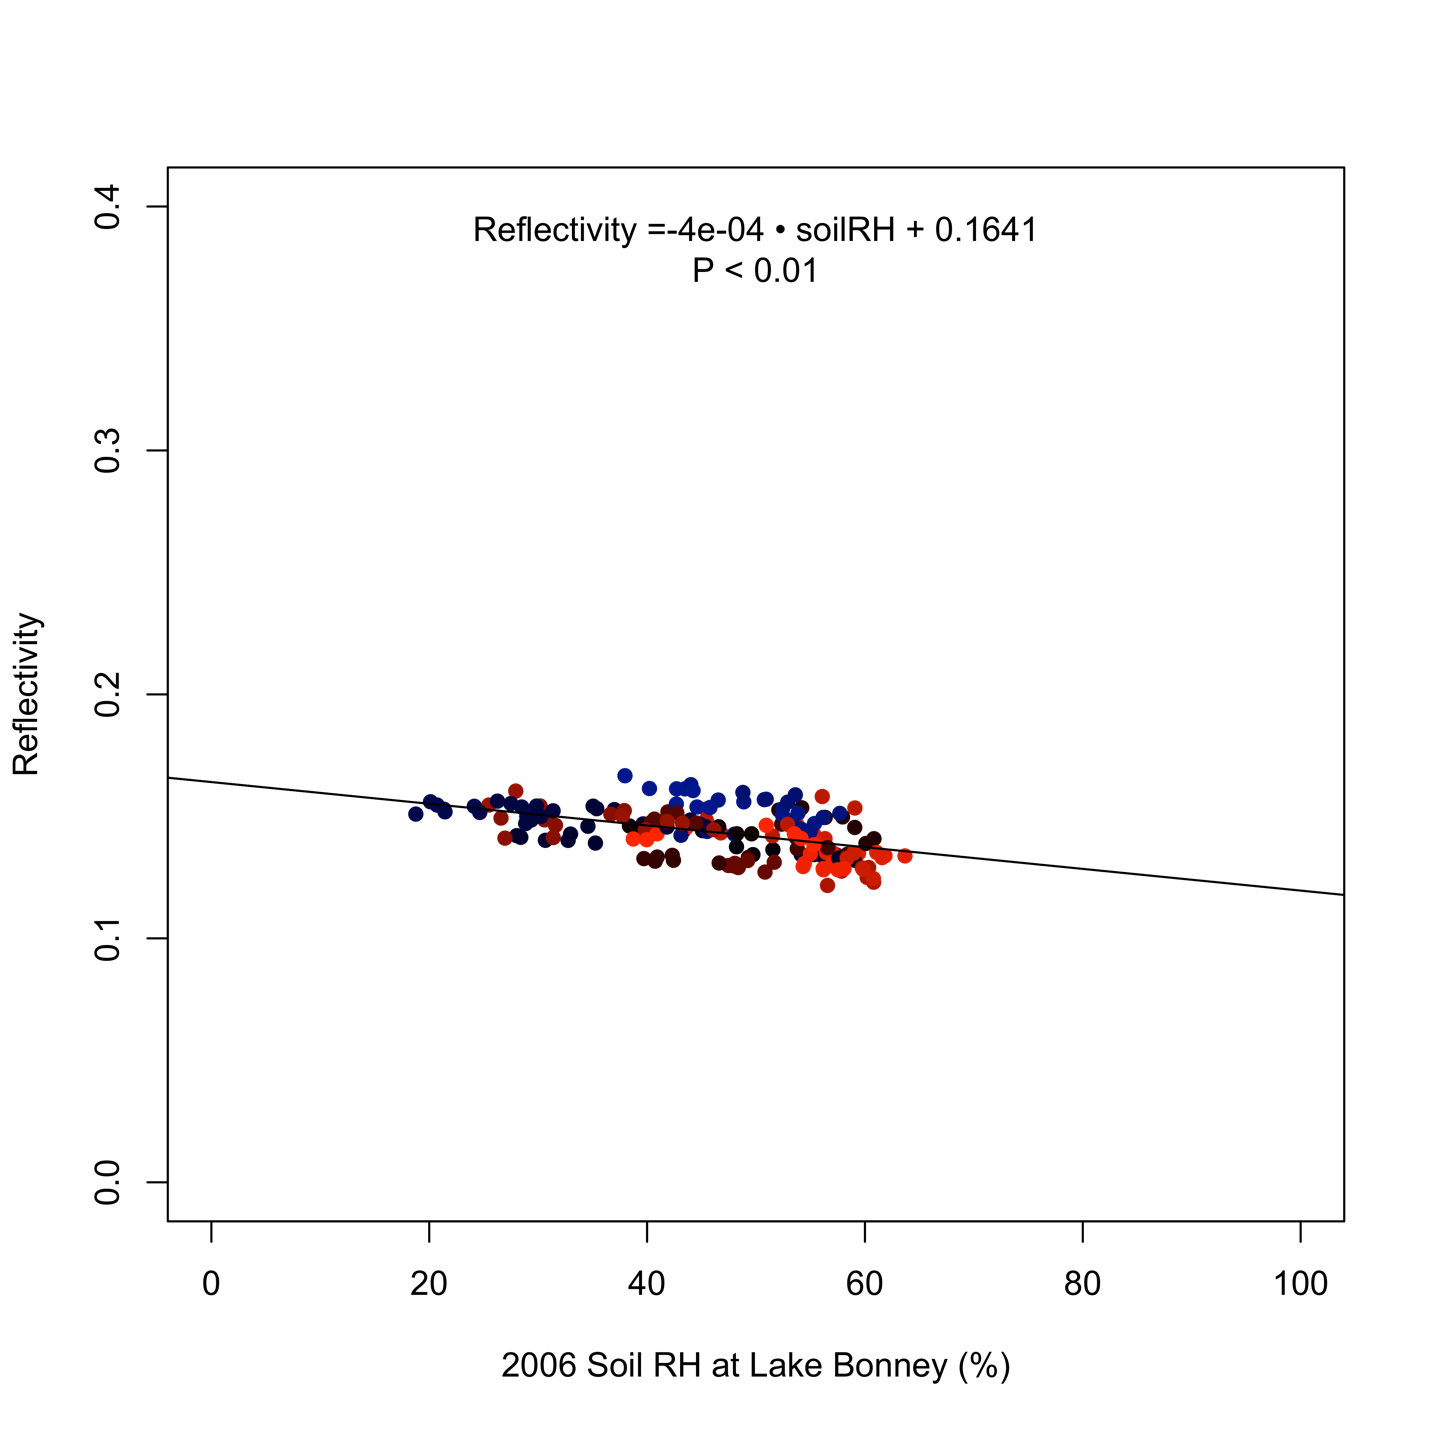 Reflectivity =-4e-04 • soilRH + 0.1641
P < 0.01
Reflectivity
0.4
0.3
0.2
0.1
0.0
0 20 40 60 80 100
2006 Soil RH at Lake Bonney (%)